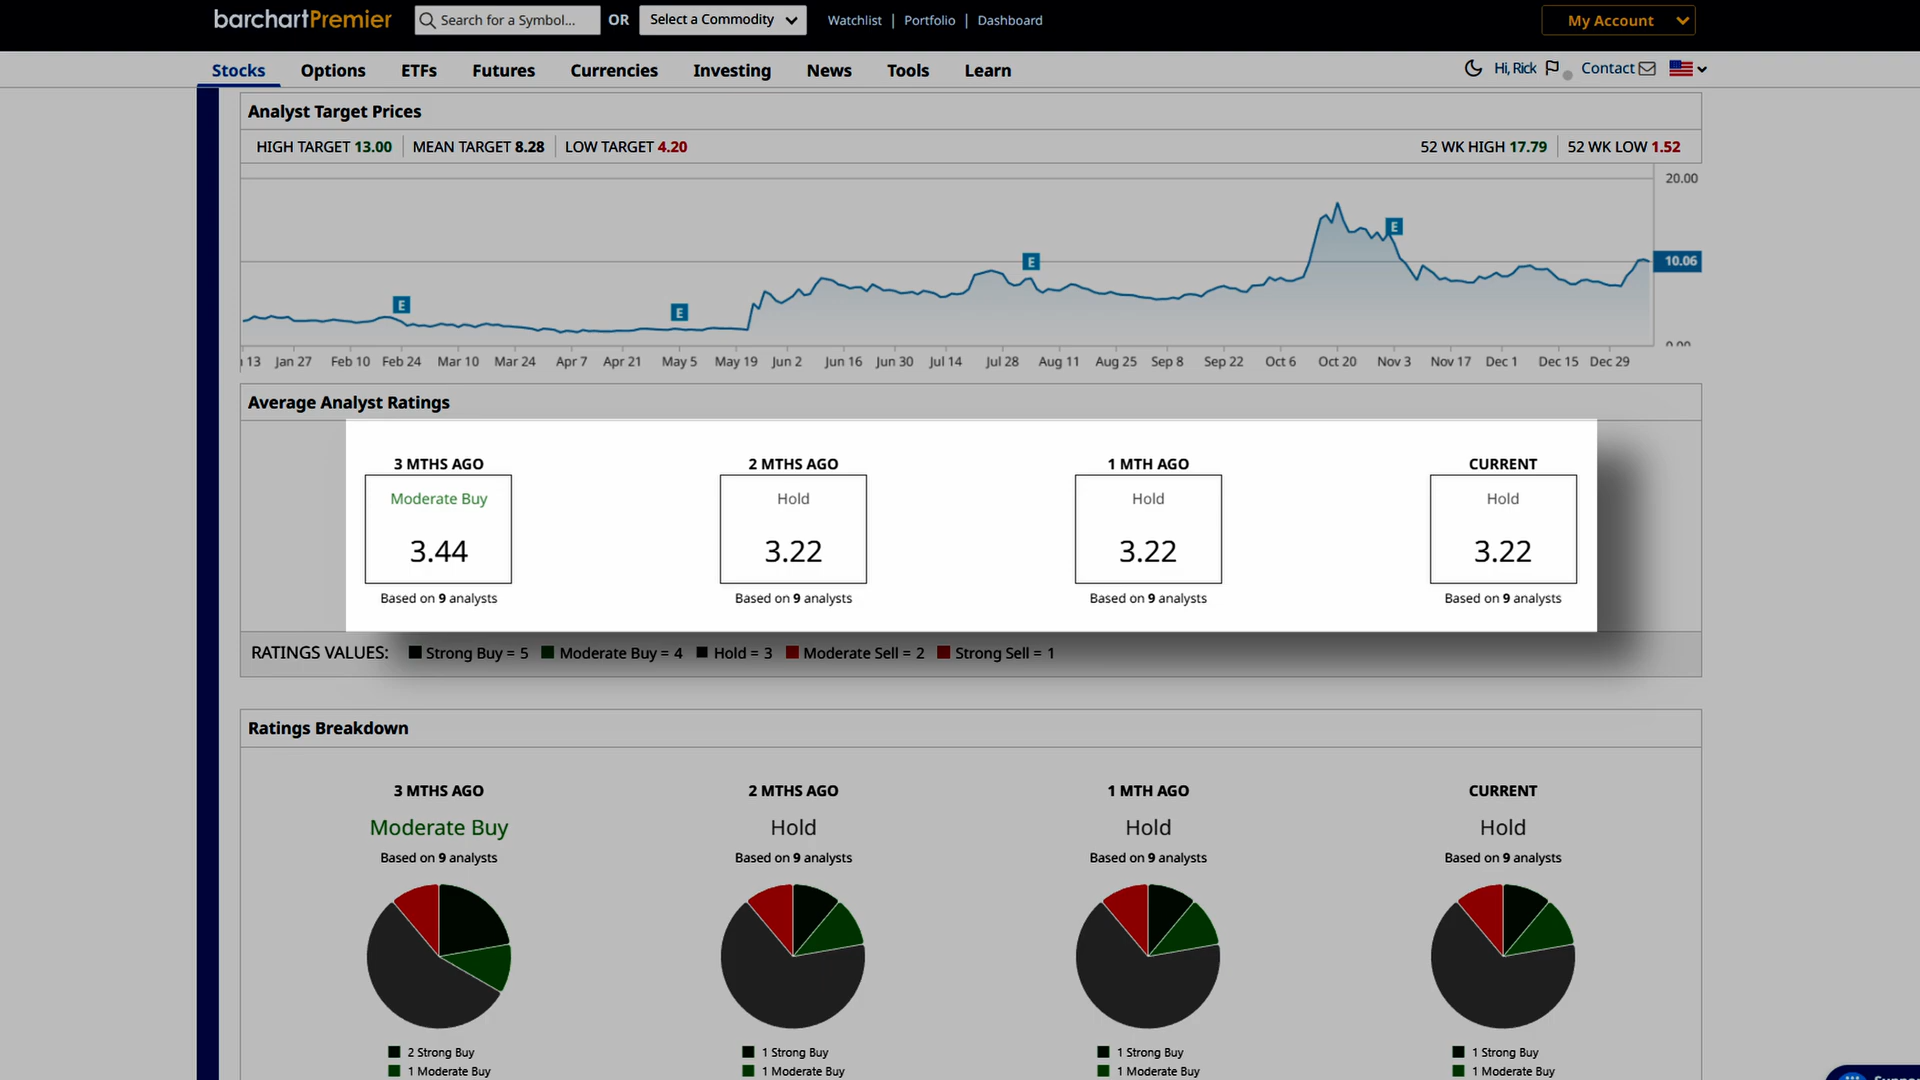 barchartPremier Search for a Symbol... OR Select a Commodity Watchlist | Portfolio | Dashboard My Account
Stocks Options ETFs Futures Currencies Investing News Tools Learn Hi, Rick Contact
Analyst Target Prices
HIGH TARGET 13.00 MEAN TARGET 8.28 LOW TARGET 4.20 52 WK HIGH 17.79 52 WK LOW 1.52
20.00
E
E
10.06
E
E
0.00
13 Jan 27 Feb 10 Feb 24 Mar 10 Mar 24 Apr 7 Apr 21 May 5 May 19 Jun 2 Jun 16 Jun 30 Jul 14 Jul 28 Aug 11 Aug 25 Sep 8 Sep 22 Oct 6 Oct 20 Nov 3 Nov 17 Dec 1 Dec 15 Dec 29
Average Analyst Ratings
3 MTHS AGO 2 MTHS AGO 1 MTH AGO CURRENT
Moderate Buy Hold Hold Hold
3.44 3.22 3.22 3.22
Based on 9 analysts Based on 9 analysts Based on 9 analysts Based on 9 analysts
RATINGS VALUES: Strong Buy = 5 Moderate Buy = 4 Hold = 3 Moderate Sell = 2 Strong Sell = 1
Ratings Breakdown
3 MTHS AGO 2 MTHS AGO 1 MTH AGO CURRENT
Moderate Buy Hold Hold Hold
Based on 9 analysts Based on 9 analysts Based on 9 analysts Based on 9 analysts
2 Strong Buy 1 Strong Buy 1 Strong Buy 1 Strong Buy
1 Moderate Buy 1 Moderate Buy 1 Moderate Buy 1 Moderate Buy